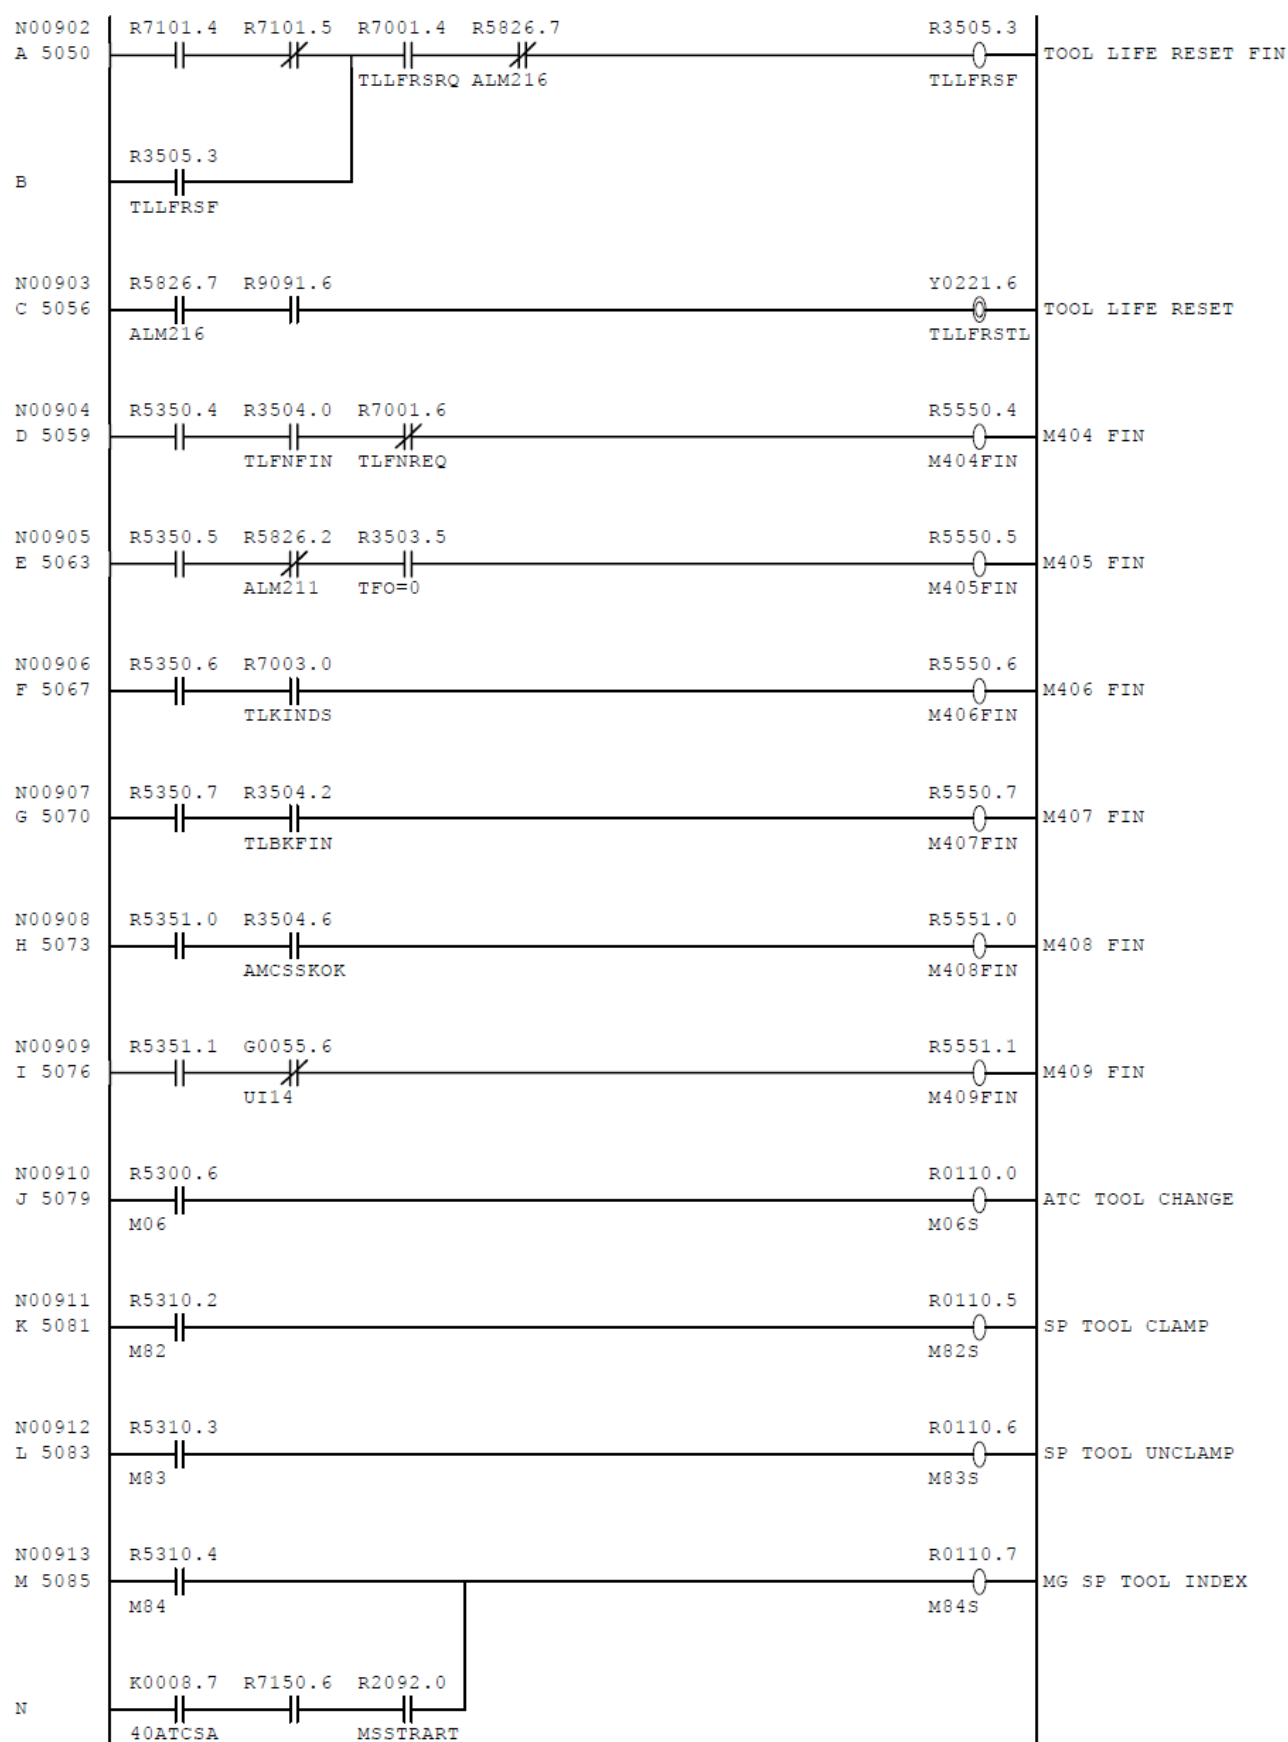 N00902 R7101.4 R7101.5 R7001.4 R5826.7 R3505.3
A 5050 TOOL LIFE RESET FIN
TLLFRSRQ ALM216 TLLFRSF
R3505.3
B
TLLFRSF
N00903 R5826.7 R9091.6 Y0221.6
C 5056 TOOL LIFE RESET
ALM216 TLLFRSTL
N00904 R5350.4 R3504.0 R7001.6 R5550.4
D 5059 M404 FIN
TLFNFIN TLFNREQ M404FIN
N00905 R5350.5 R5826.2 R3503.5 R5550.5
E 5063 M405 FIN
ALM211 TFO=0 M405FIN
N00906 R5350.6 R7003.0 R5550.6
F 5067 M406 FIN
TLKINDS M406FIN
N00907 R5350.7 R3504.2 R5550.7
G 5070 M407 FIN
TLBKFIN M407FIN
N00908 R5351.0 R3504.6 R5551.0
H 5073 M408 FIN
AMCSSKOK M408FIN
N00909 R5351.1 G0055.6 R5551.1
I 5076 M409 FIN
UI14 M409FIN
N00910 R5300.6 R0110.0
J 5079 ATC TOOL CHANGE
M06 M06S
N00911 R5310.2 R0110.5
K 5081 SP TOOL CLAMP
M82 M82S
N00912 R5310.3 R0110.6
L 5083 SP TOOL UNCLAMP
M83 M83S
N00913 R5310.4 R0110.7
M 5085 MG SP TOOL INDEX
M84 M84S
K0008.7 R7150.6 R2092.0
N
40ATCSA MSSTRART